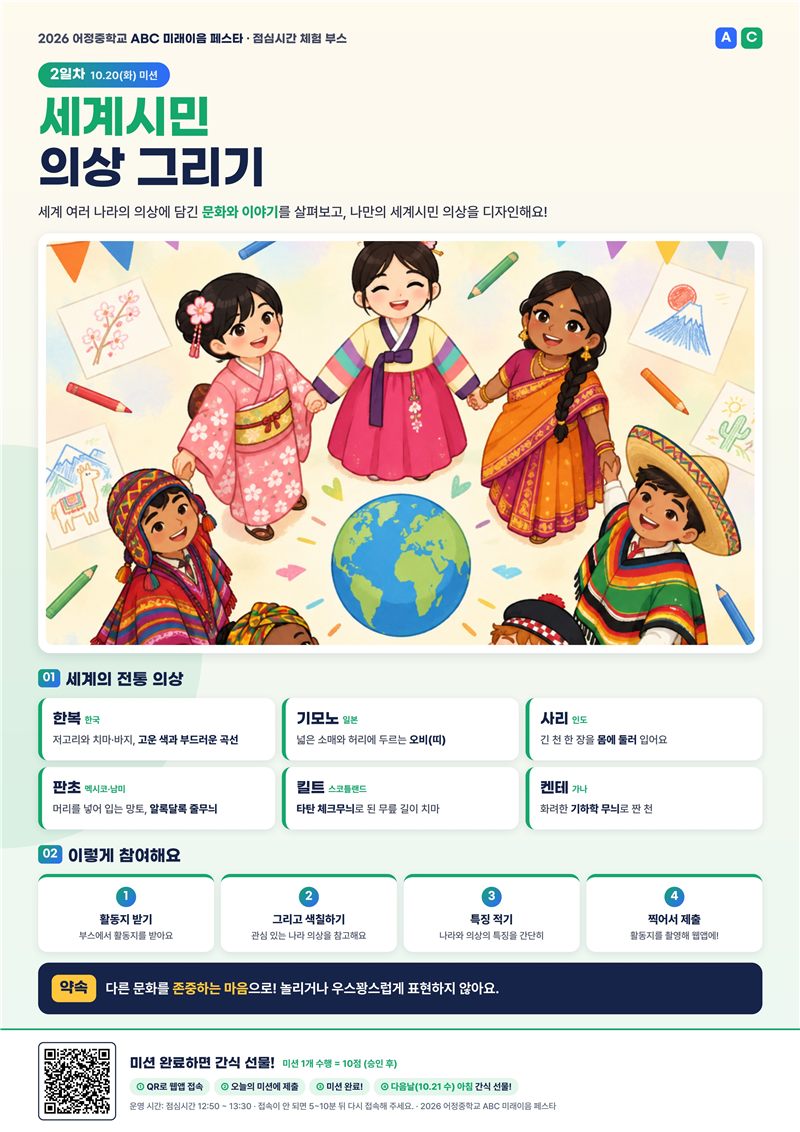 2026 어정중학교 ABC 미래이음 페스타 · 점심시간 체험 부스
A C
2일차 10.20(화) 미션
세계시민
의상 그리기
세계 여러 나라의 의상에 담긴 문화와 이야기를 살펴보고, 나만의 세계시민 의상을 디자인해요!
01 세계의 전통 의상
한복 한국
저고리와 치마·바지, 고운 색과 부드러운 곡선
기모노 일본
넓은 소매와 허리에 두르는 오비(띠)
사리 인도
긴 천 한 장을 몸에 둘러 입어요
판초 멕시코·남미
머리를 넣어 입는 망토, 알록달록 줄무늬
킬트 스코틀랜드
타탄 체크무늬로 된 무릎 길이 치마
켄테 가나
화려한 기하학 무늬로 짠 천
02 이렇게 참여해요
1
활동지 받기
부스에서 활동지를 받아요
2
그리고 색칠하기
관심 있는 나라 의상을 참고해요
3
특징 적기
나라와 의상의 특징을 간단히
4
찍어서 제출
활동지를 촬영해 웹앱에!
약속 다른 문화를 존중하는 마음으로! 놀리거나 우스꽝스럽게 표현하지 않아요.
미션 완료하면 간식 선물! 미션 1개 수행 = 10점 (승인 후)
① QR로 웹앱 접속 ② 오늘의 미션에 제출 ③ 미션 완료! ④ 다음날(10.21 수) 아침 간식 선물!
운영 시간: 점심시간 12:50 ~ 13:30 · 접속이 안 되면 5~10분 뒤 다시 접속해 주세요. · 2026 어정중학교 ABC 미래이음 페스타